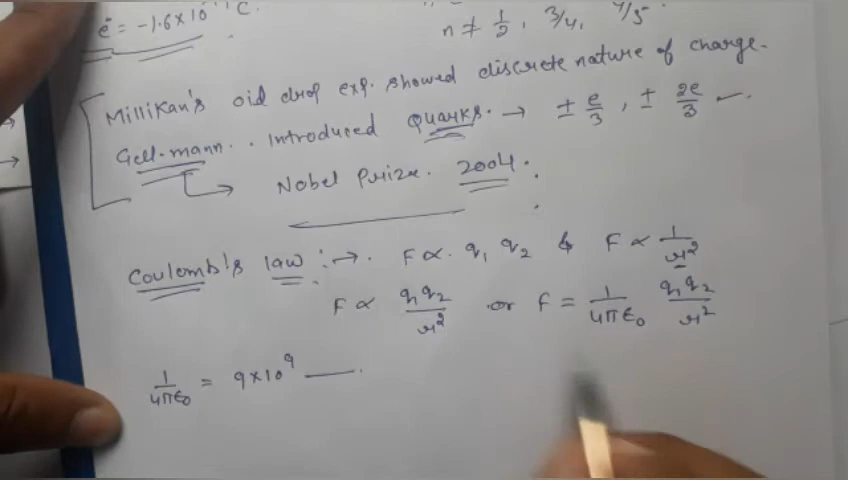 e = -1.6×10 C.
n ≠ 1/2, 3/4, 4/5
Millikan's oid drop exp. showed discrete nature of charge.
Gell-mann.. Introduced Quarks. → ± e/3, ± 2e/3
Nobel Prize. 2004.
Coulomb's law :→. F ∝. q₁ q₂ & F ∝ 1/r²
F ∝ q₁q₂/r² or F = 1/4πε₀ q₁q₂/r²
1/4πε₀ = 9×10⁹